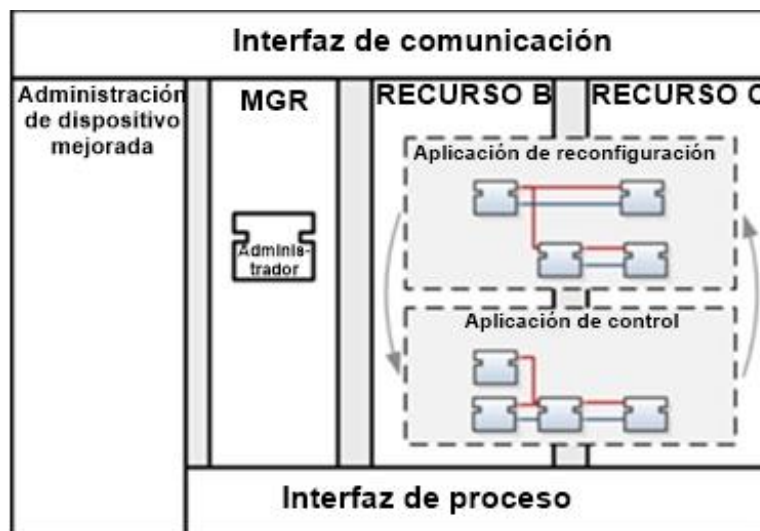 Interfaz de comunicación
Administración
de dispositivo
mejorada
MGR
RECURSO B
RECURSO C
Aplicación de reconfiguración
Adminis-
trador
Aplicación de control
Interfaz de proceso